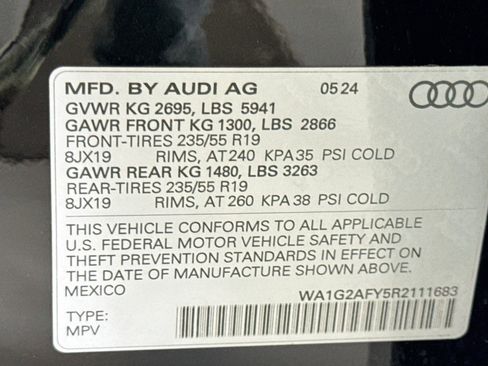 MFD. BY AUDI AG 05 24
GVWR KG 2695, LBS 5941
GAWR FRONT KG 1300, LBS 2866
FRONT-TIRES 235/55 R19
8JX19 RIMS, AT 240 KPA 35 PSI COLD
GAWR REAR KG 1480, LBS 3263
REAR-TIRES 235/55 R19
8JX19 RIMS, AT 260 KPA 38 PSI COLD
THIS VEHICLE CONFORMS TO ALL APPLICABLE
U.S. FEDERAL MOTOR VEHICLE SAFETY AND
THEFT PREVENTION STANDARDS IN EFFECT ON
THE DATE OF MANUFACTURE SHOWN ABOVE.
MEXICO WA1G2AFY5R2111683
TYPE:
MPV